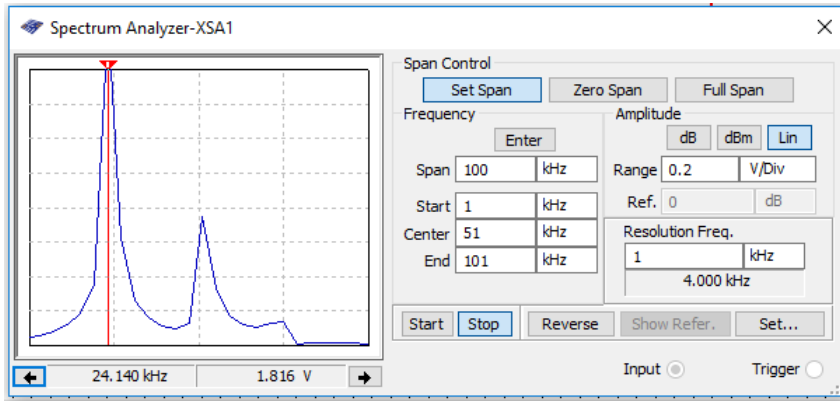 Spectrum Analyzer-XSA1
Span Control
Set Span Zero Span Full Span
Frequency Amplitude
Enter dB dBm Lin
Span 100 kHz Range 0.2 V/Div
Start 1 kHz Ref. 0 dB
Center 51 kHz Resolution Freq.
End 101 kHz 1 kHz
4.000 kHz
Start Stop Reverse Show Refer. Set...
24.140 kHz 1.816 V Input Trigger